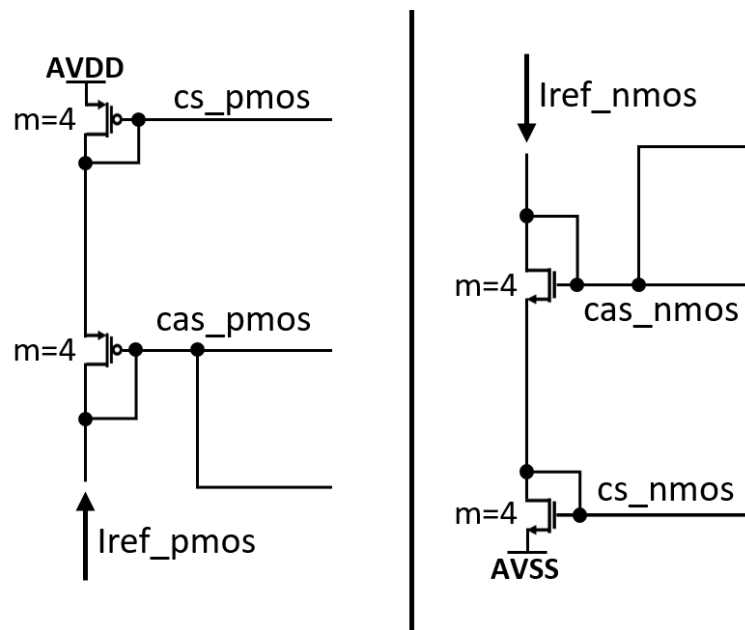 AVDD
cs_pmos
m=4
cas_pmos
m=4
Iref_pmos
Iref_nmos
m=4
cas_nmos
cs_nmos
m=4
AVSS